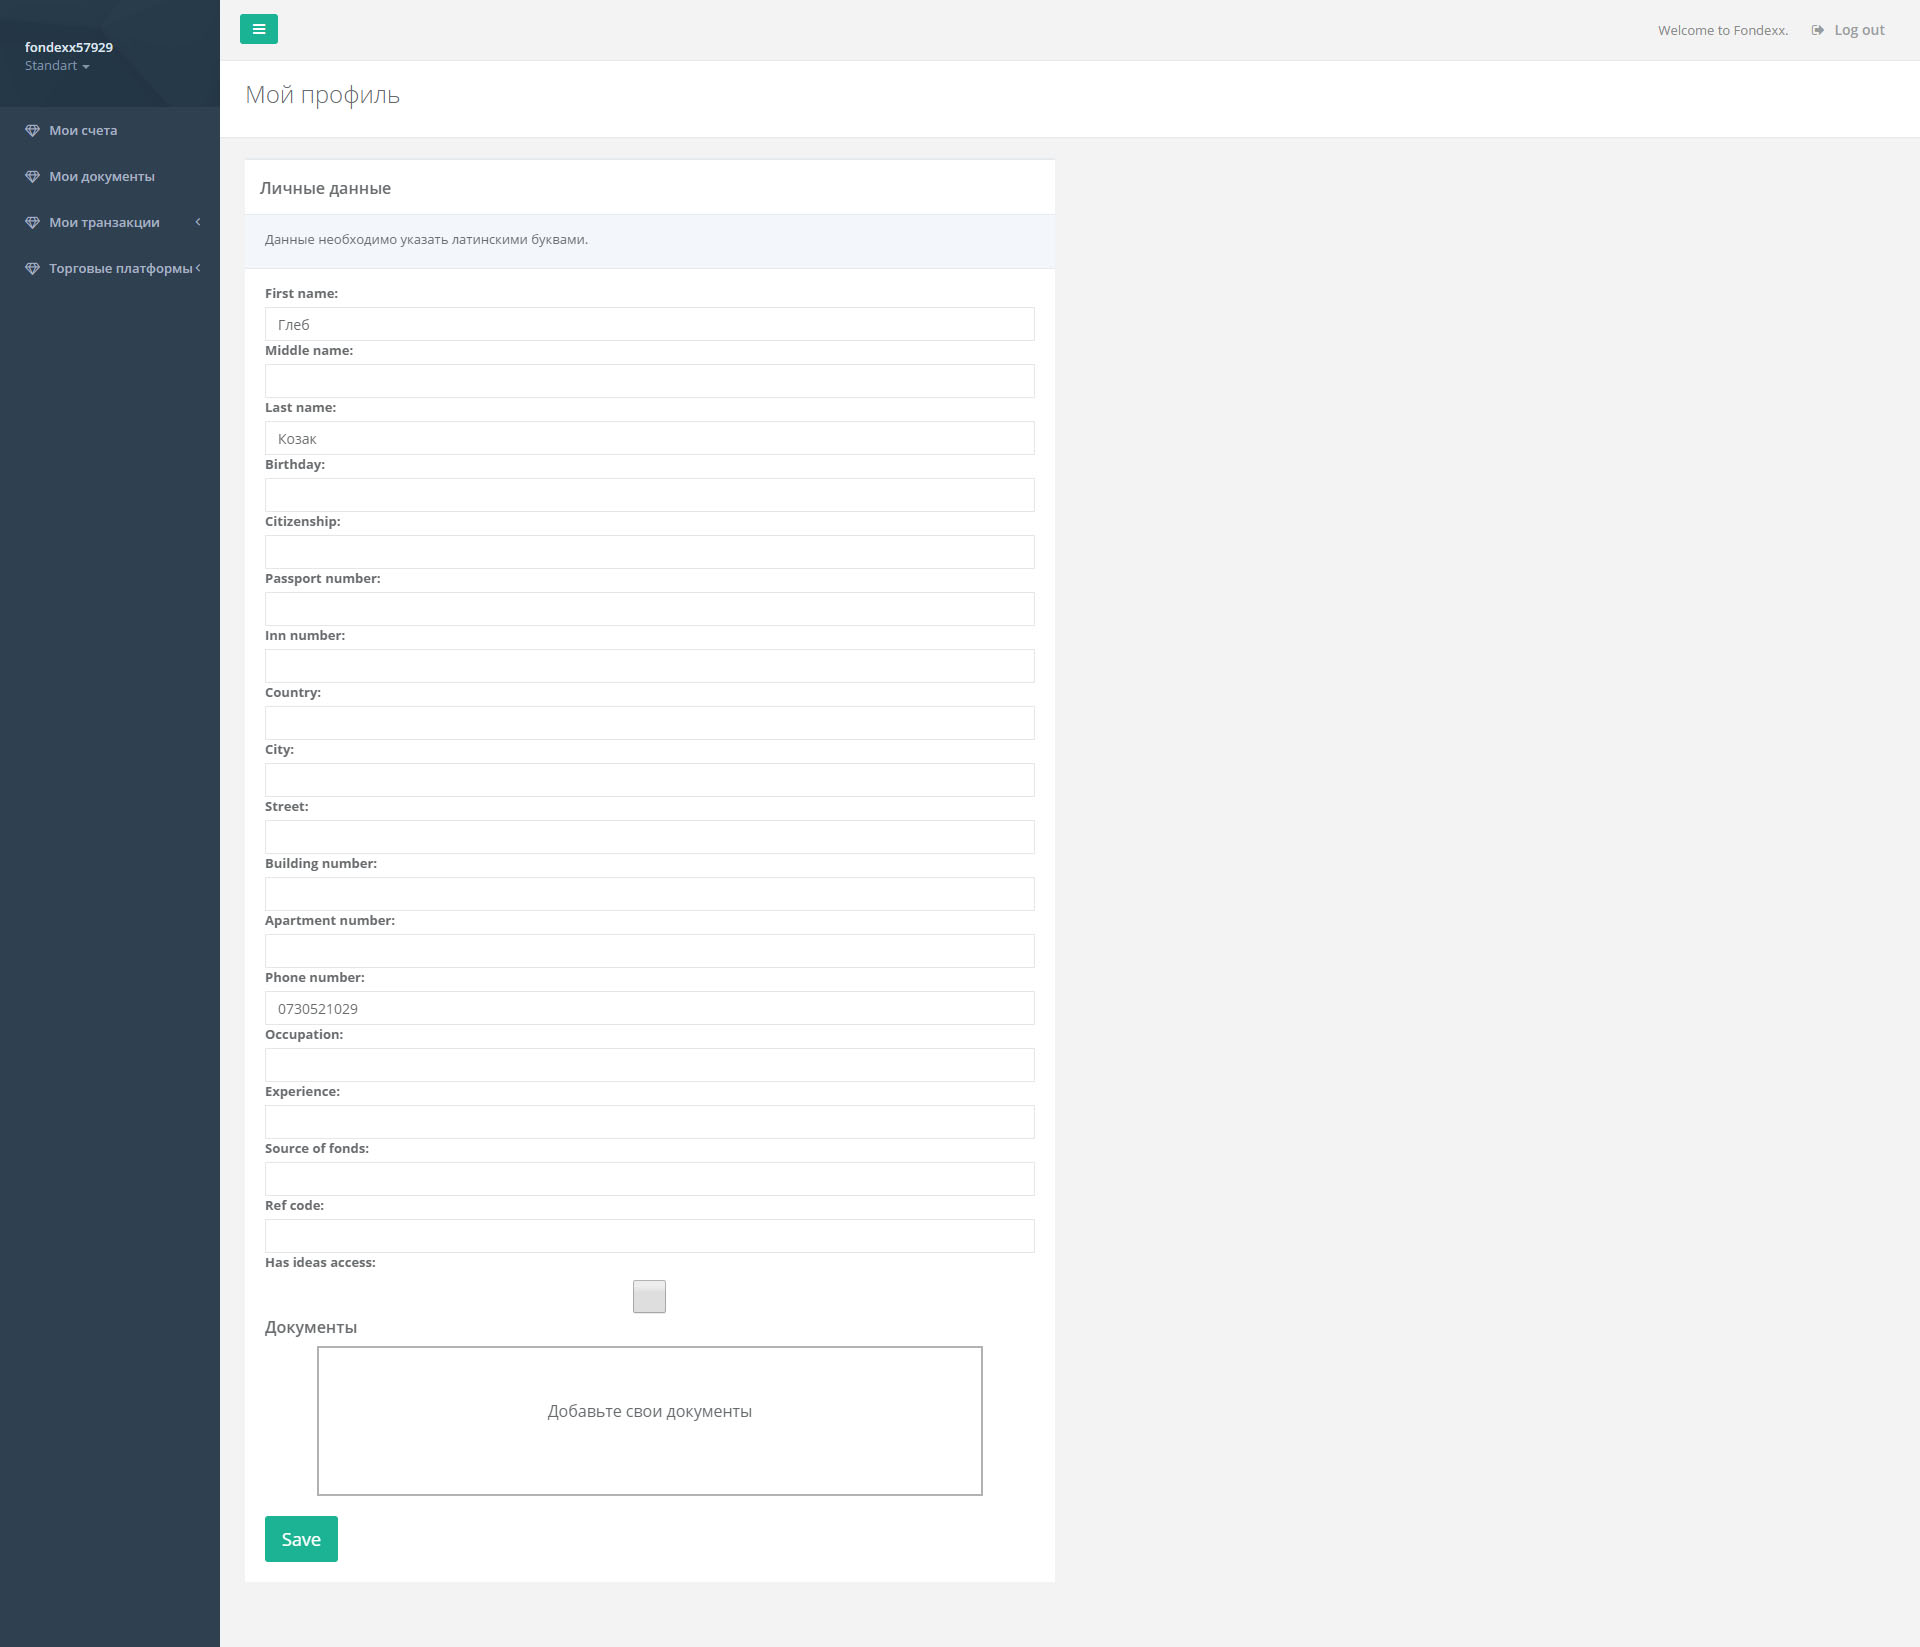 fondexx57929
Standart
Мои счета
Мои документы
Мои транзакции
Торговые платформы
Welcome to Fondexx.
Log out
Мой профиль
Личные данные
Данные необходимо указать латинскими буквами.
First name:
Глеб
Middle name:
Last name:
Козак
Birthday:
Citizenship:
Passport number:
Inn number:
Country:
City:
Street:
Building number:
Apartment number:
Phone number:
0730521029
Occupation:
Experience:
Source of fonds:
Ref code:
Has ideas access:
Документы
Добавьте свои документы
Save